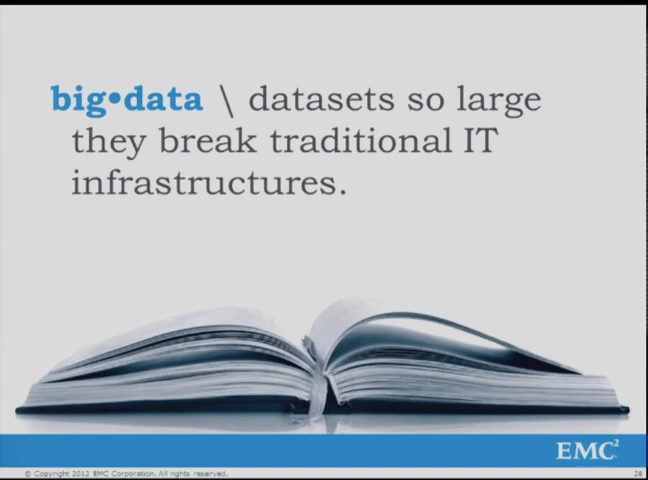 big•data \ datasets so large
they break traditional IT
infrastructures.
EMC²
© Copyright 2012 EMC Corporation. All rights reserved.
26